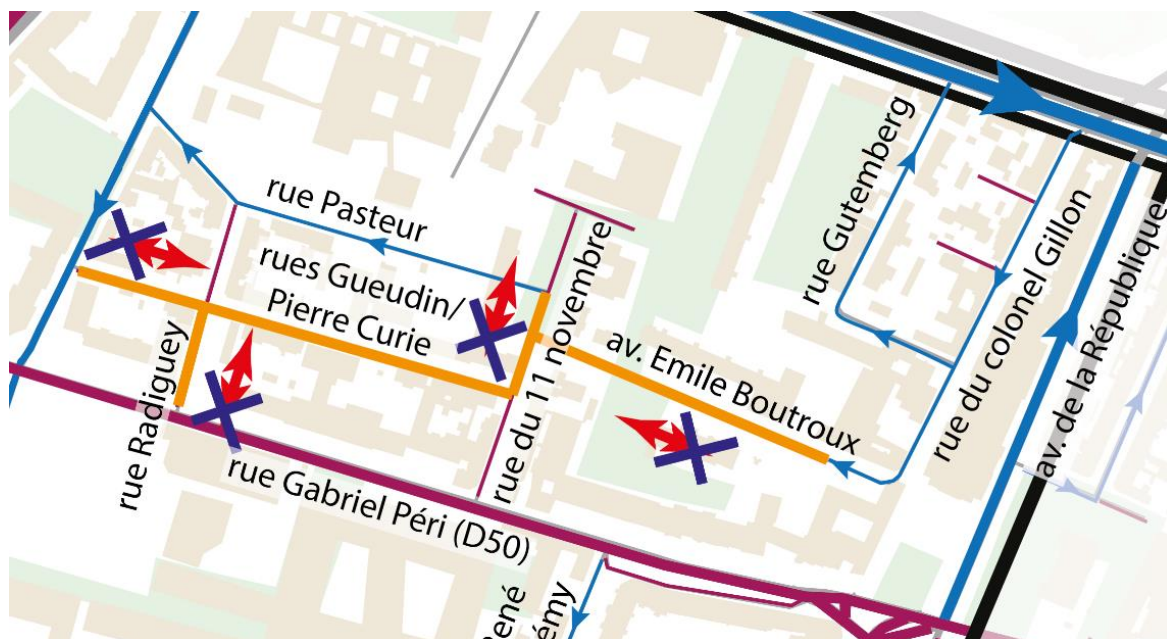 rue Pasteur
rues Gueudin/
Pierre Curie
rue Radiguey
rue Gabriel Péri (D50)
rue du 11 novembre
av. Emile Boutroux
rue Gutemberg
rue du colonel Gillon
av. de la République
ené
émy